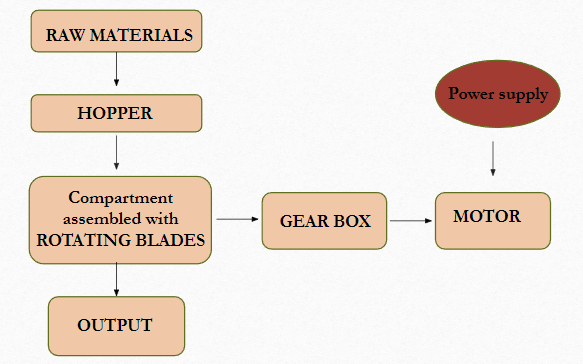 RAW MATERIALS
HOPPER
Power supply
Compartment
assembled with
ROTATING BLADES
GEAR BOX
MOTOR
OUTPUT